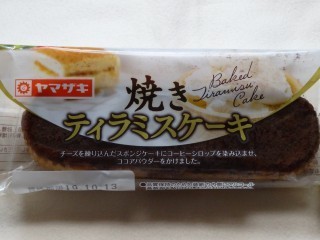 ヤマザキ
焼き
Baked
Tiramisu
Cake
ティラミスケーキ
チーズを練り込んだスポンジケーキにコーヒーシロップを染み込ませ、
ココアパウダーをかけました。
10.13